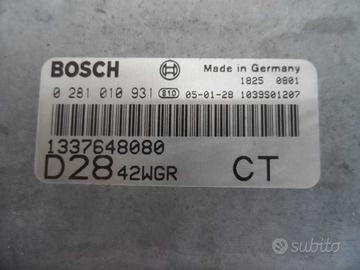 BOSCH
Made in Germany
1825 0801
0 281 010 931 810 05-01-28 1039S01207
1337648080
D28 42WGR CT
subito